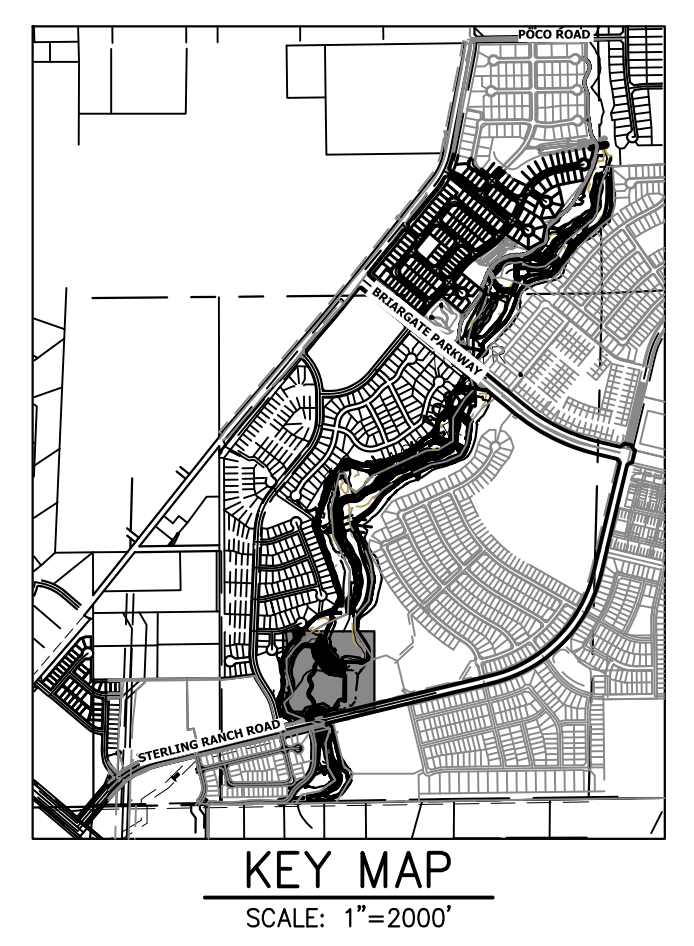 POCO ROAD
BRIARGATE PARKWAY
STERLING RANCH ROAD
KEY MAP
SCALE: 1"=2000'